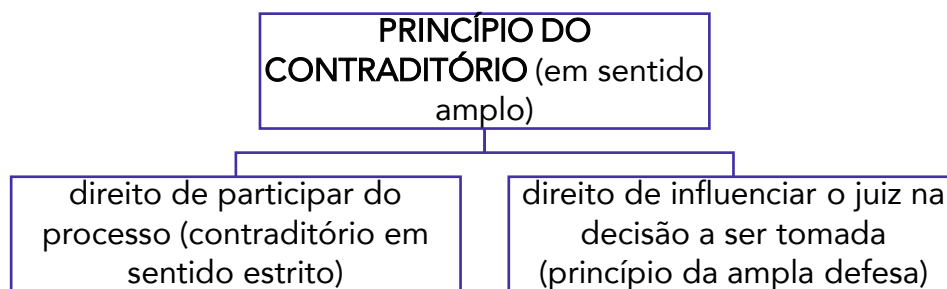 PRINCÍPIO DO
CONTRADITÓRIO (em sentido
amplo)
direito de participar do
processo (contraditório em
sentido estrito)
direito de influenciar o juiz na
decisão a ser tomada
(princípio da ampla defesa)